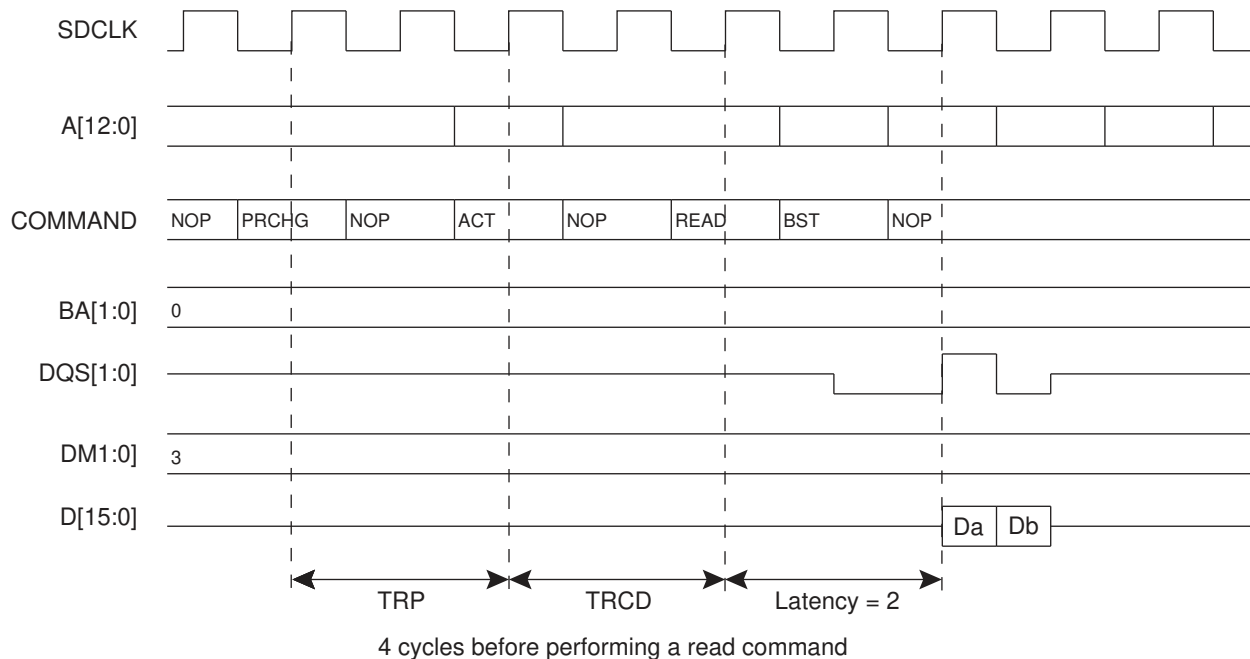 SDCLK
A[12:0]
COMMAND NOP PRCHG NOP ACT NOP READ BST NOP
BA[1:0] 0
DQS[1:0]
DM1:0] 3
D[15:0] Da Db
TRP TRCD Latency = 2
4 cycles before performing a read command